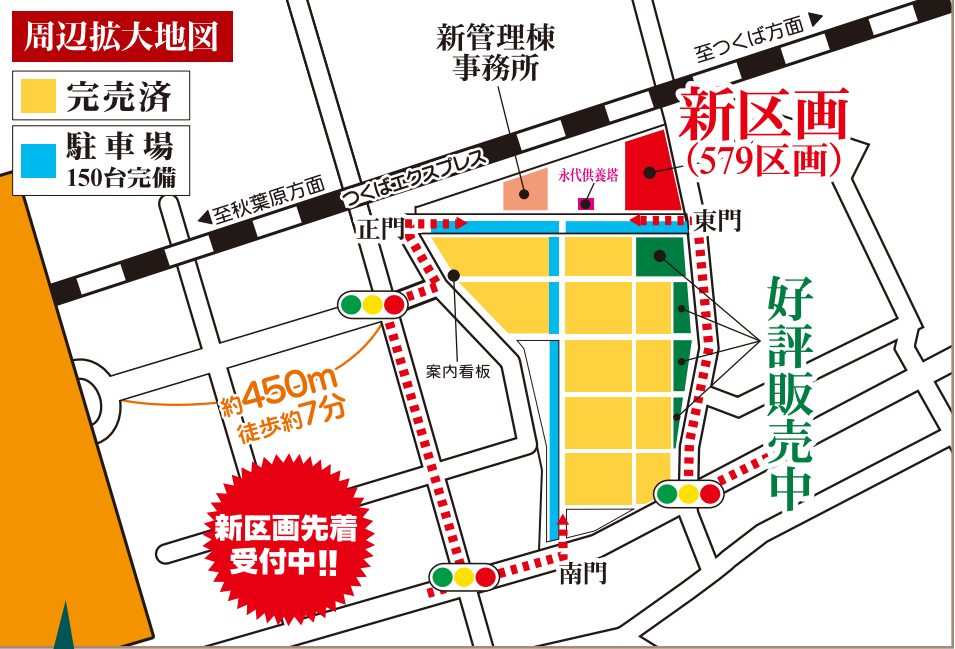 周辺拡大地図
完売済
駐車場
150台完備
新管理棟
事務所
至つくば方面
新区画
(579区画)
永代供養塔
つくばエクスプレス
至秋葉原方面
正門
東門
案内看板
好評販売中
約450m
徒歩約7分
新区画先着
受付中!!
南門